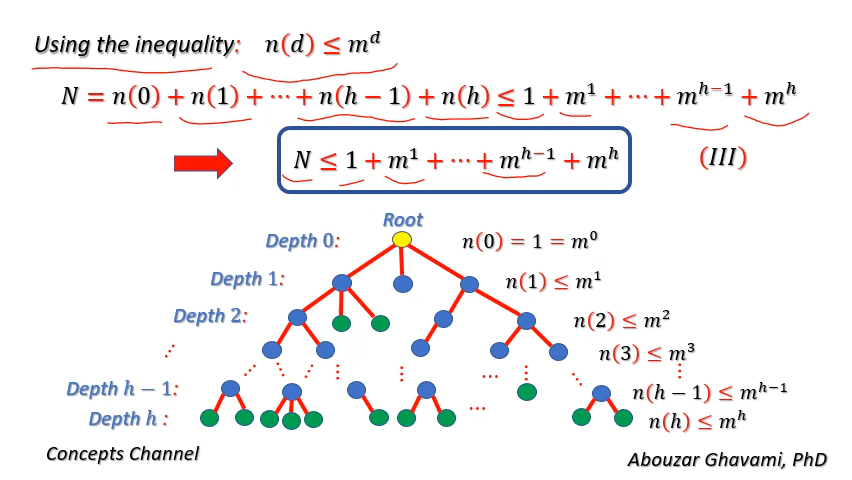 Using the inequality: n(d) ≤ m^d
N = n(0) + n(1) + ⋯ + n(h − 1) + n(h) ≤ 1 + m^1 + ⋯ + m^{h−1} + m^h
N ≤ 1 + m^1 + ⋯ + m^{h−1} + m^h (III)
Root
Depth 0: n(0) = 1 = m^0
Depth 1: n(1) ≤ m^1
Depth 2: n(2) ≤ m^2
n(3) ≤ m^3
Depth h − 1: n(h − 1) ≤ m^{h−1}
Depth h : n(h) ≤ m^h
Concepts Channel
Abouzar Ghavami, PhD